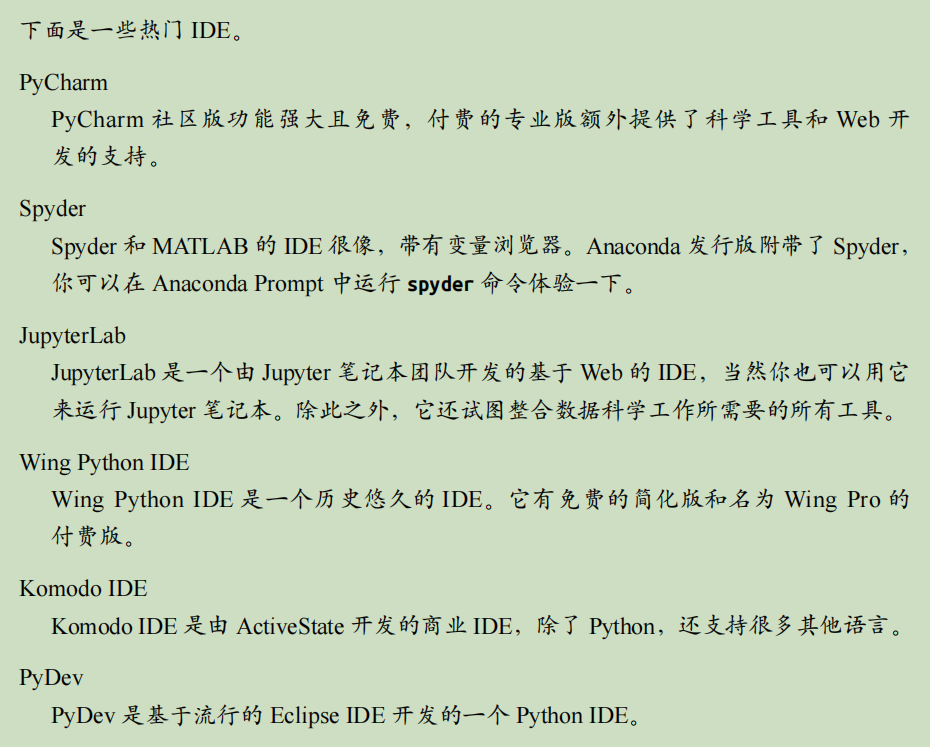 下面是一些热门 IDE。
PyCharm
PyCharm 社区版功能强大且免费，付费的专业版额外提供了科学工具和 Web 开
发的支持。
Spyder
Spyder 和 MATLAB 的 IDE 很像，带有变量浏览器。Anaconda 发行版附带了 Spyder，
你可以在 Anaconda Prompt 中运行 spyder 命令体验一下。
JupyterLab
JupyterLab 是一个由 Jupyter 笔记本团队开发的基于 Web 的 IDE，当然你也可以用它
来运行 Jupyter 笔记本。除此之外，它还试图整合数据科学工作所需要的所有工具。
Wing Python IDE
Wing Python IDE 是一个历史悠久的 IDE。它有免费的简化版和名为 Wing Pro 的
付费版。
Komodo IDE
Komodo IDE 是由 ActiveState 开发的商业 IDE，除了 Python，还支持很多其他语言。
PyDev
PyDev 是基于流行的 Eclipse IDE 开发的一个 Python IDE。